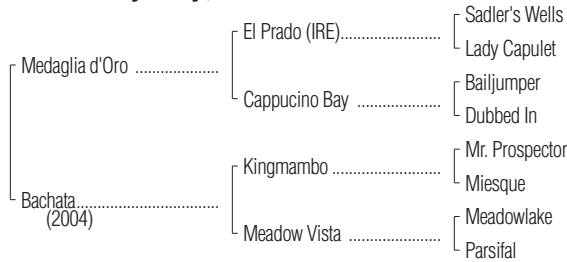 Sadler's Wells
El Prado (IRE)...................
Lady Capulet
Medaglia d'Oro ...................
Bailjumper
Cappucino Bay ...................
Dubbed In
Mr. Prospector
Kingmambo .........................
Miesque
Bachata...................................
(2004)
Meadowlake
Meadow Vista .....................
Parsifal